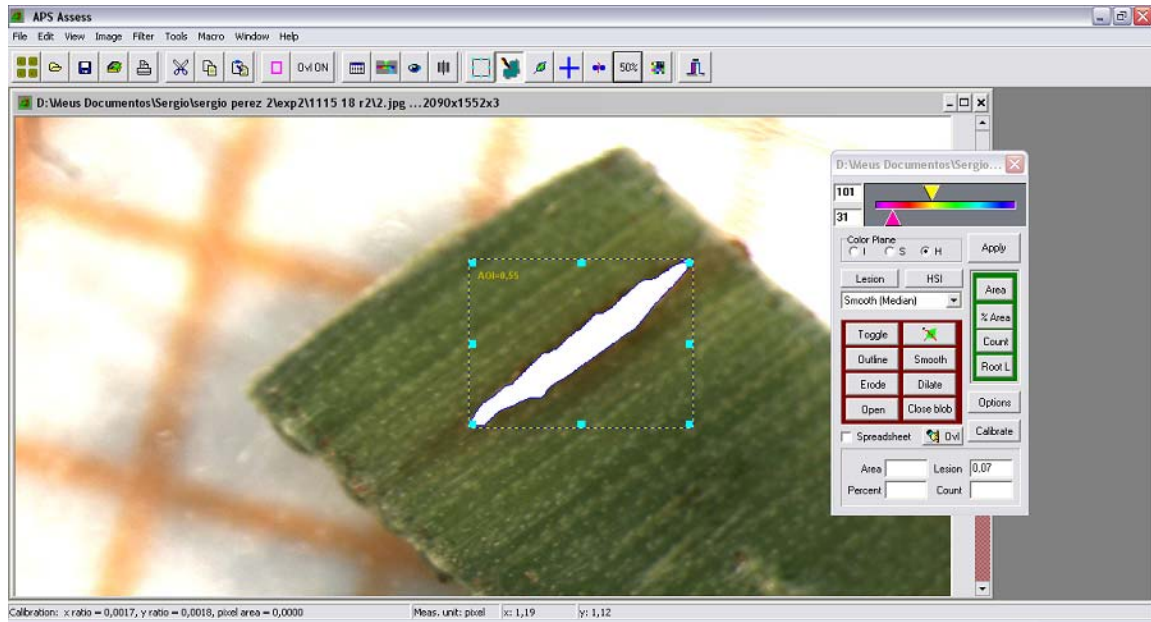 APS Assess
File Edit View Image Filter Tools Macro Window Help
Ovl ON 50%
D:\Meus Documentos\Sergio\sergio perez 2\exp2\1115 18 r2\2.jpg ...2090x1552x3
AOI=0,55
D:\Meus Documentos\Sergio...
101
31
Color Plane
I S H Apply
Lesion HSI
Smooth (Median)
Area
% Area
Count
Root L
Toggle
Outline Smooth
Erode Dilate
Open Close blob
Options
Spreadsheet Ovl Calibrate
Area Lesion 0,07
Percent Count
Calibration: x ratio = 0,0017, y ratio = 0,0018, pixel area = 0,0000 Meas. unit: pixel x: 1,19 y: 1,12